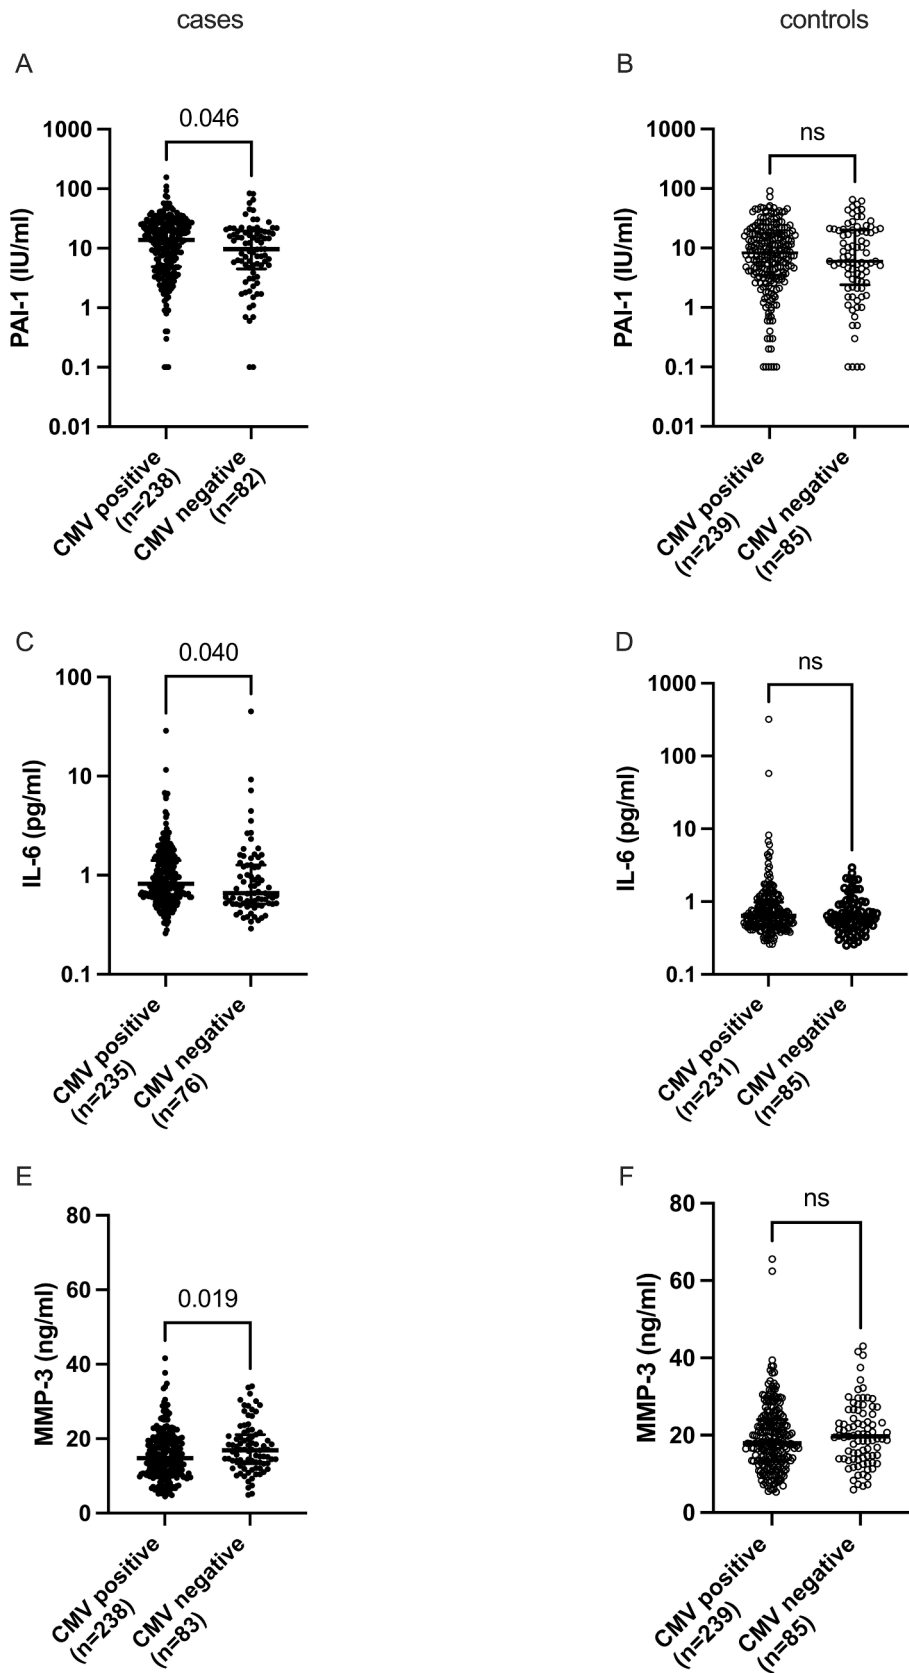 cases
controls
A
B
0.046
ns
1000
100
10
1
0.1
0.01
PAI-1 (IU/ml)
CMV positive
(n=238)
CMV negative
(n=82)
1000
100
10
1
0.1
0.01
PAI-1 (IU/ml)
CMV positive
(n=239)
CMV negative
(n=85)
C
D
0.040
ns
100
10
1
0.1
IL-6 (pg/ml)
CMV positive
(n=235)
CMV negative
(n=76)
1000
100
10
1
0.1
IL-6 (pg/ml)
CMV positive
(n=231)
CMV negative
(n=85)
E
F
0.019
ns
80
60
40
20
0
MMP-3 (ng/ml)
CMV positive
(n=238)
CMV negative
(n=83)
80
60
40
20
0
MMP-3 (ng/ml)
CMV positive
(n=239)
CMV negative
(n=85)